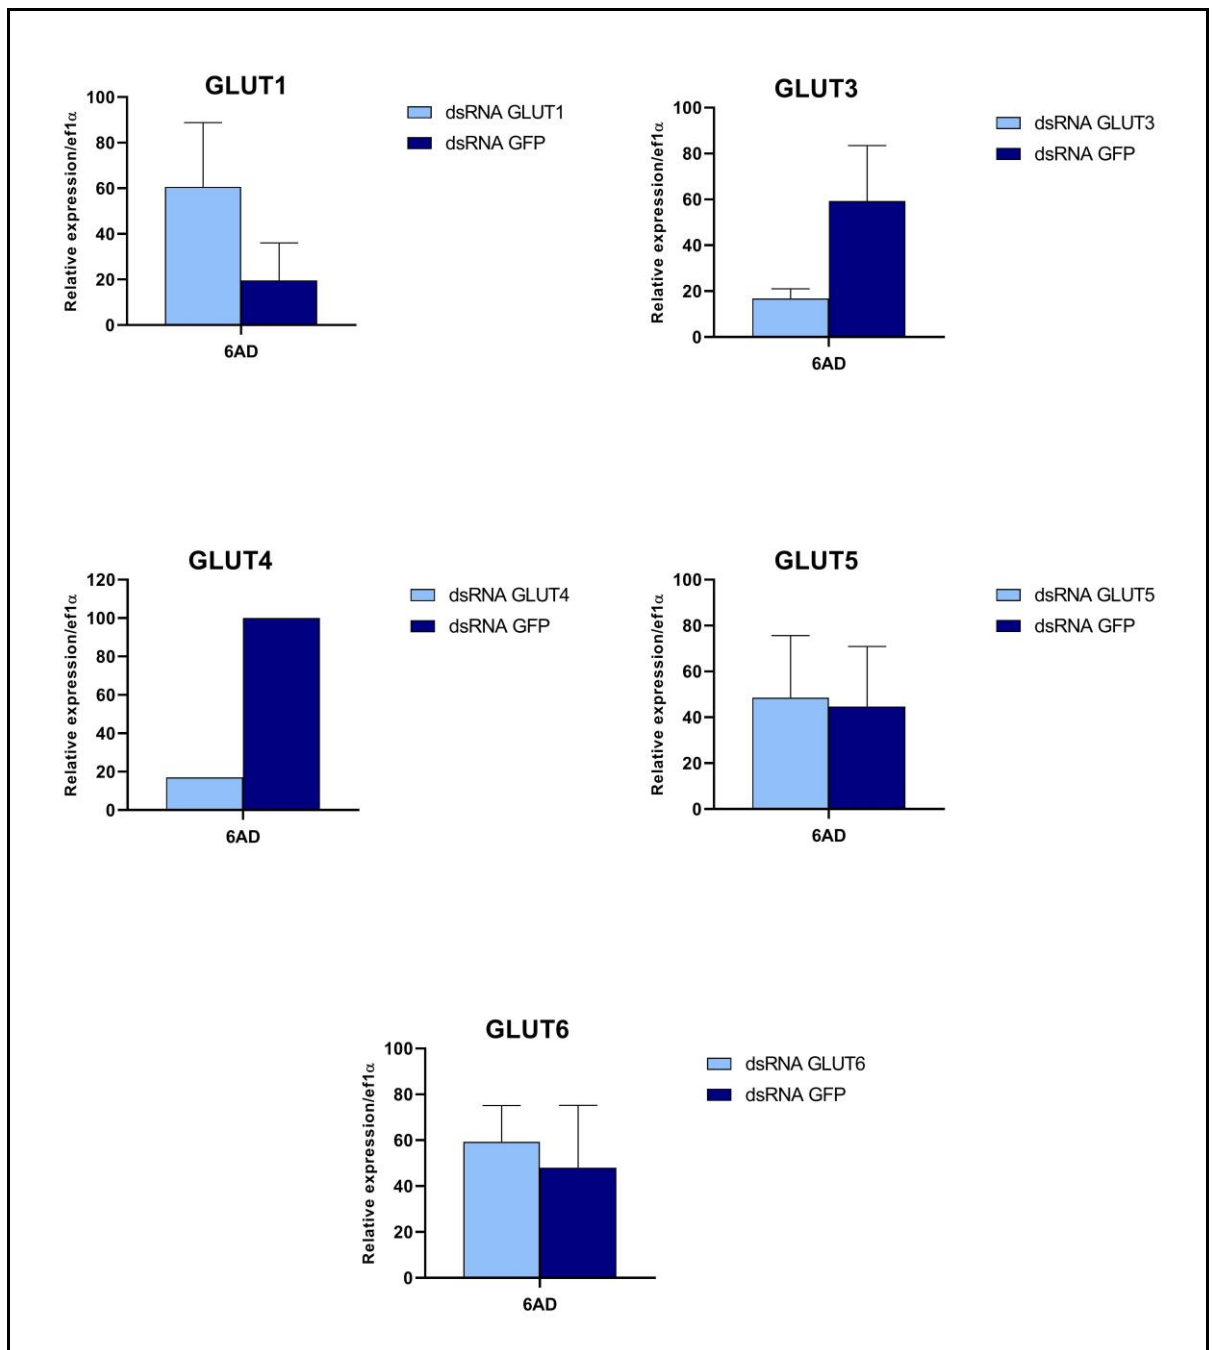 GLUT1
Relative expression/ef1α
100
80
60
40
20
0
6AD
dsRNA GLUT1
dsRNA GFP
GLUT3
Relative expression/ef1α
100
80
60
40
20
0
6AD
dsRNA GLUT3
dsRNA GFP
GLUT4
Relative expression/ef1α
120
100
80
60
40
20
0
6AD
dsRNA GLUT4
dsRNA GFP
GLUT5
Relative expression/ef1α
100
80
60
40
20
0
6AD
dsRNA GLUT5
dsRNA GFP
GLUT6
Relative expression/ef1α
100
80
60
40
20
0
6AD
dsRNA GLUT6
dsRNA GFP